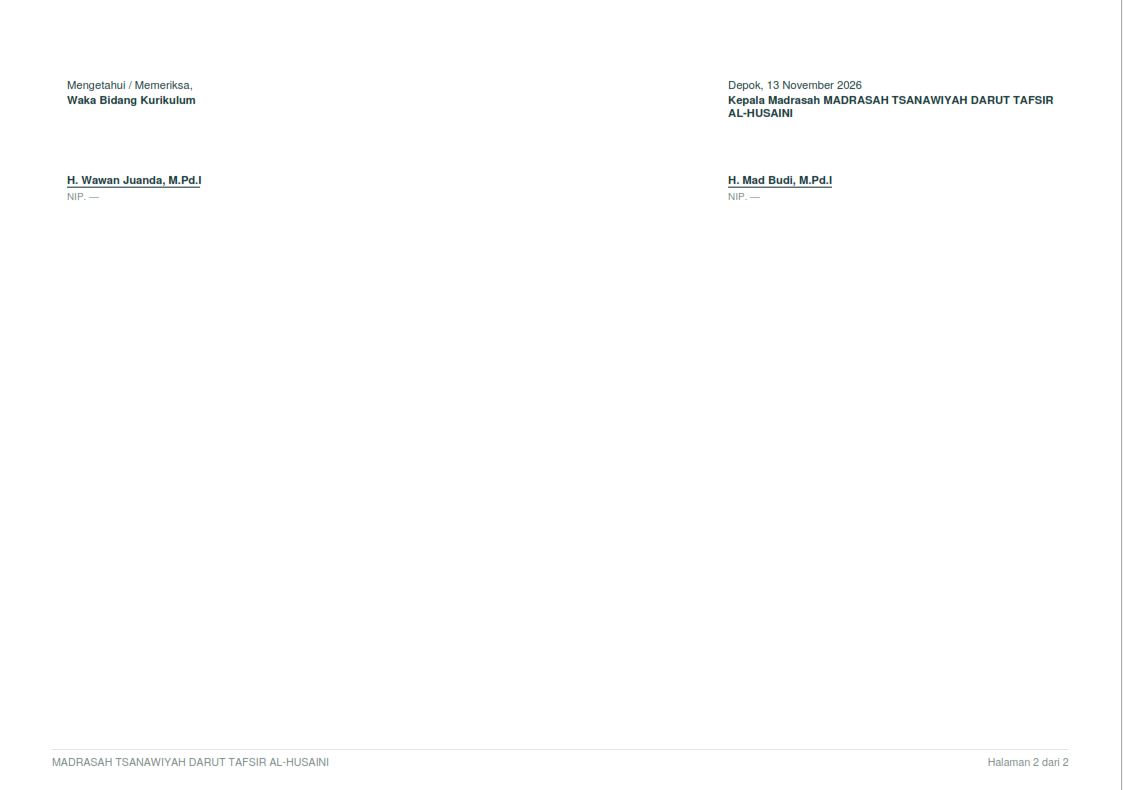 Mengetahui / Memeriksa,
Waka Bidang Kurikulum
H. Wawan Juanda, M.Pd.I
NIP. —
Depok, 13 November 2026
Kepala Madrasah MADRASAH TSANAWIYAH DARUT TAFSIR
AL-HUSAINI
H. Mad Budi, M.Pd.I
NIP. —
MADRASAH TSANAWIYAH DARUT TAFSIR AL-HUSAINI
Halaman 2 dari 2